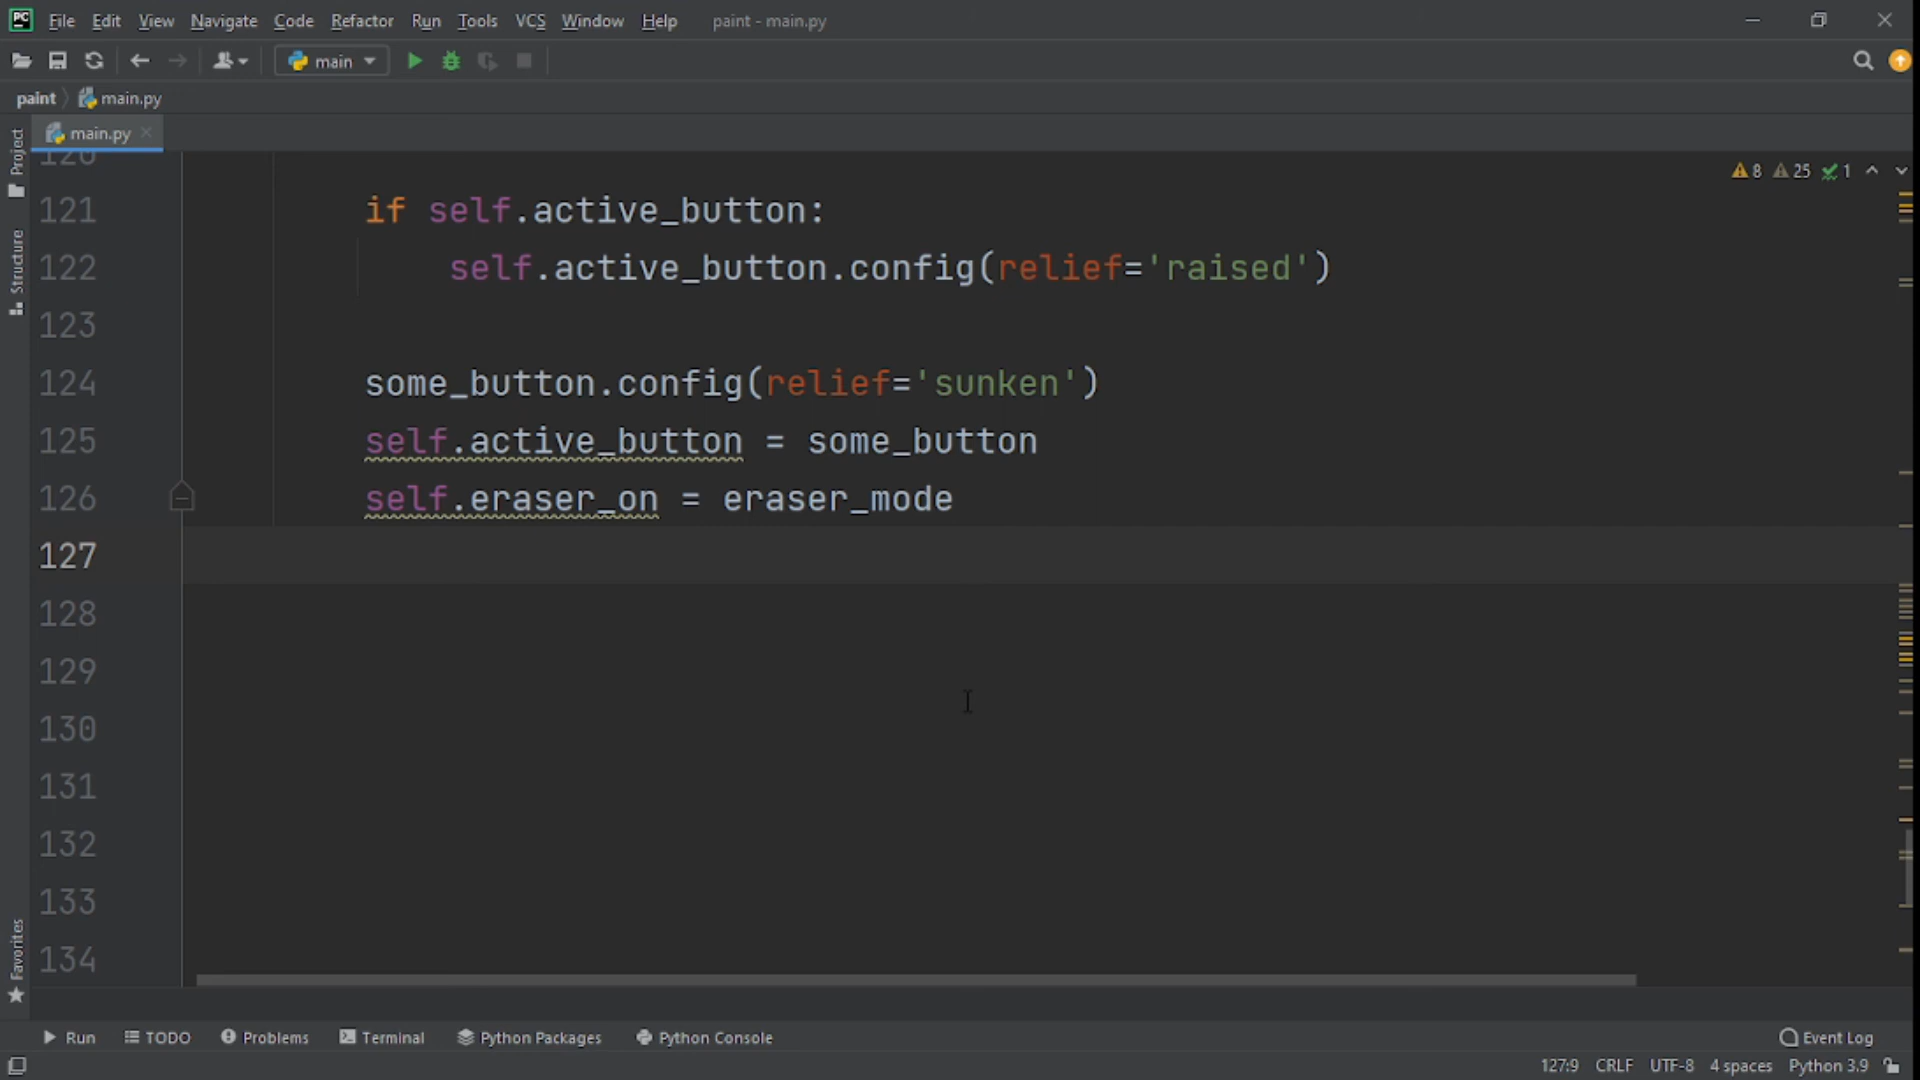 PC File Edit View Navigate Code Refactor Run Tools VCS Window Help paint - main.py
main
paint main.py
main.py
Project
Structure
Favorites
8 25 1
120
121 if self.active_button:
122 self.active_button.config(relief='raised')
123
124 some_button.config(relief='sunken')
125 self.active_button = some_button
126 self.eraser_on = eraser_mode
127
128
129
130
131
132
133
134
Run TODO Problems Terminal Python Packages Python Console Event Log
127:9 CRLF UTF-8 4 spaces Python 3.9